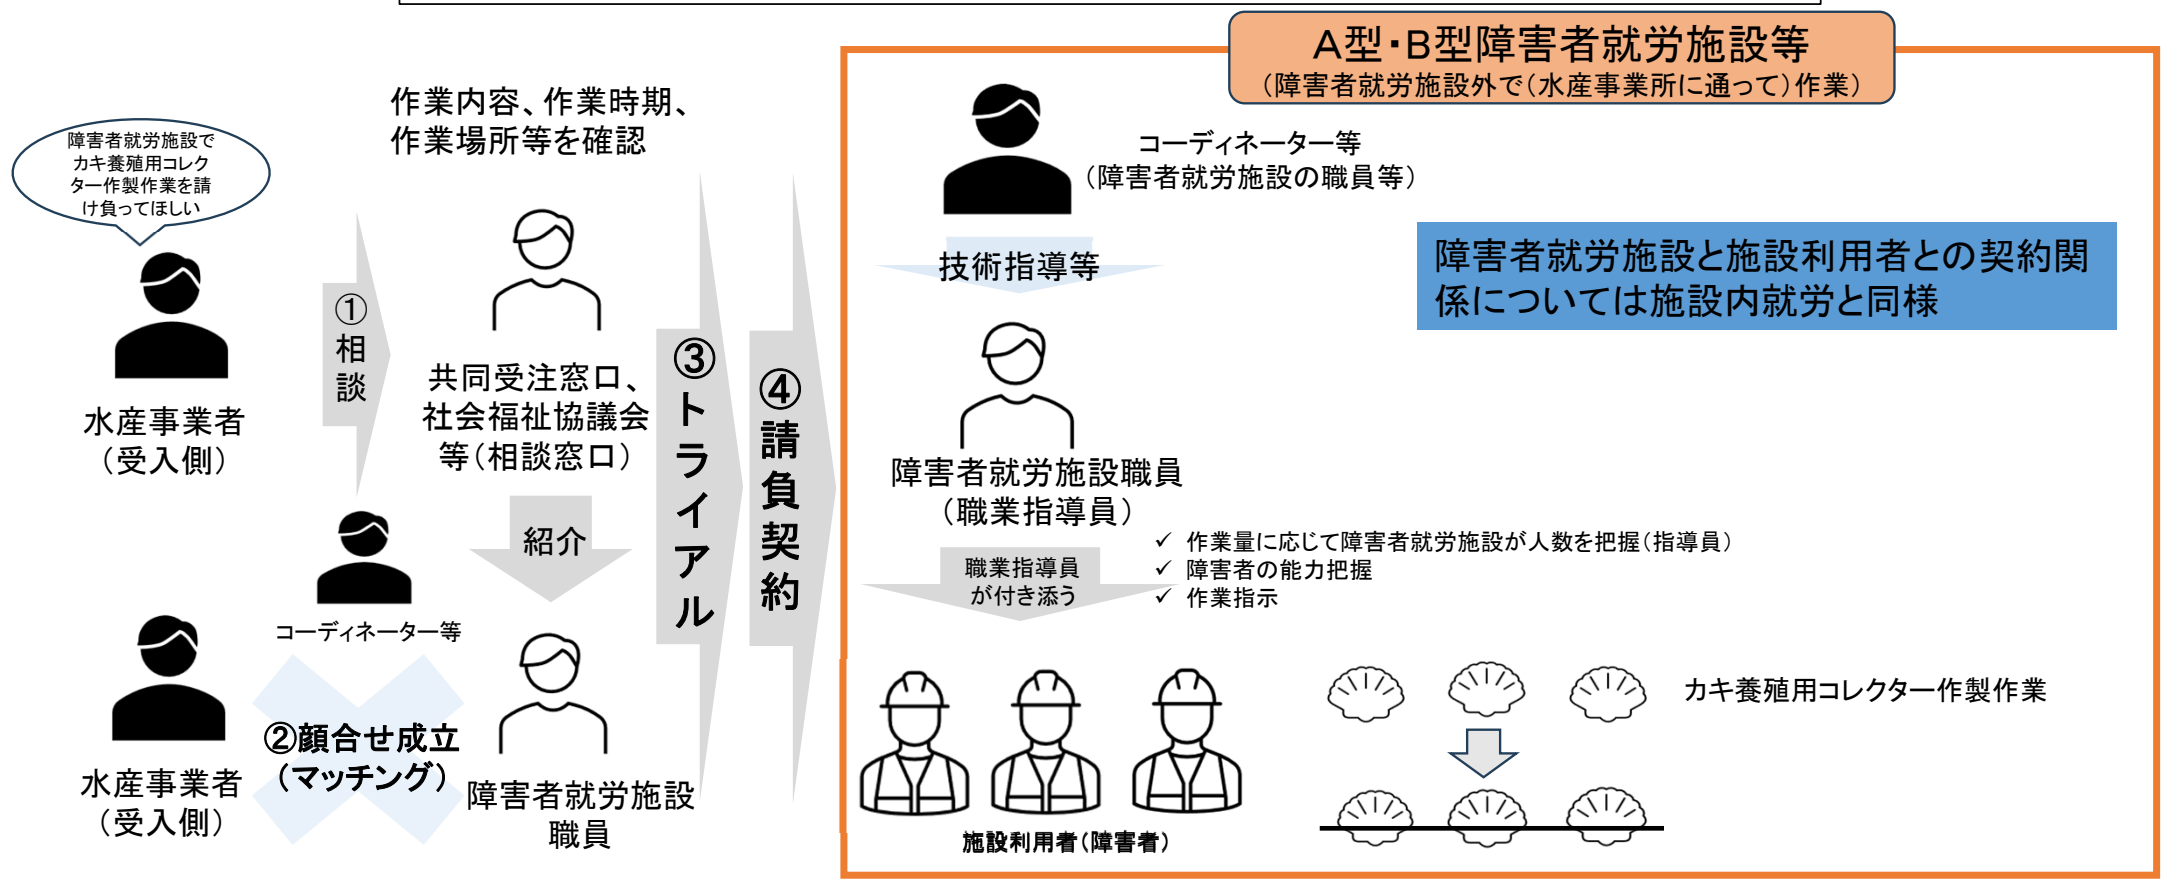 A型・B型障害者就労施設等
（障害者就労施設外で（水産事業所に通って）作業）
作業内容、作業時期、
作業場所等を確認
障害者就労施設で
カキ養殖用コレク
ター作製作業を請
け負ってほしい
水産事業者
（受入側）
①
相
談
共同受注窓口、
社会福祉協議会
等（相談窓口）
紹介
コーディネーター等
水産事業者
（受入側）
②顔合せ成立
（マッチング）
障害者就労施設
職員
③
ト
ラ
イ
ア
ル
④
請
負
契
約
コーディネーター等
（障害者就労施設の職員等）
技術指導等
障害者就労施設と施設利用者との契約関
係については施設内就労と同様
障害者就労施設職員
（職業指導員）
職業指導員
が付き添う
✓ 作業量に応じて障害者就労施設が人数を把握（指導員）
✓ 障害者の能力把握
✓ 作業指示
施設利用者（障害者）
カキ養殖用コレクター作製作業